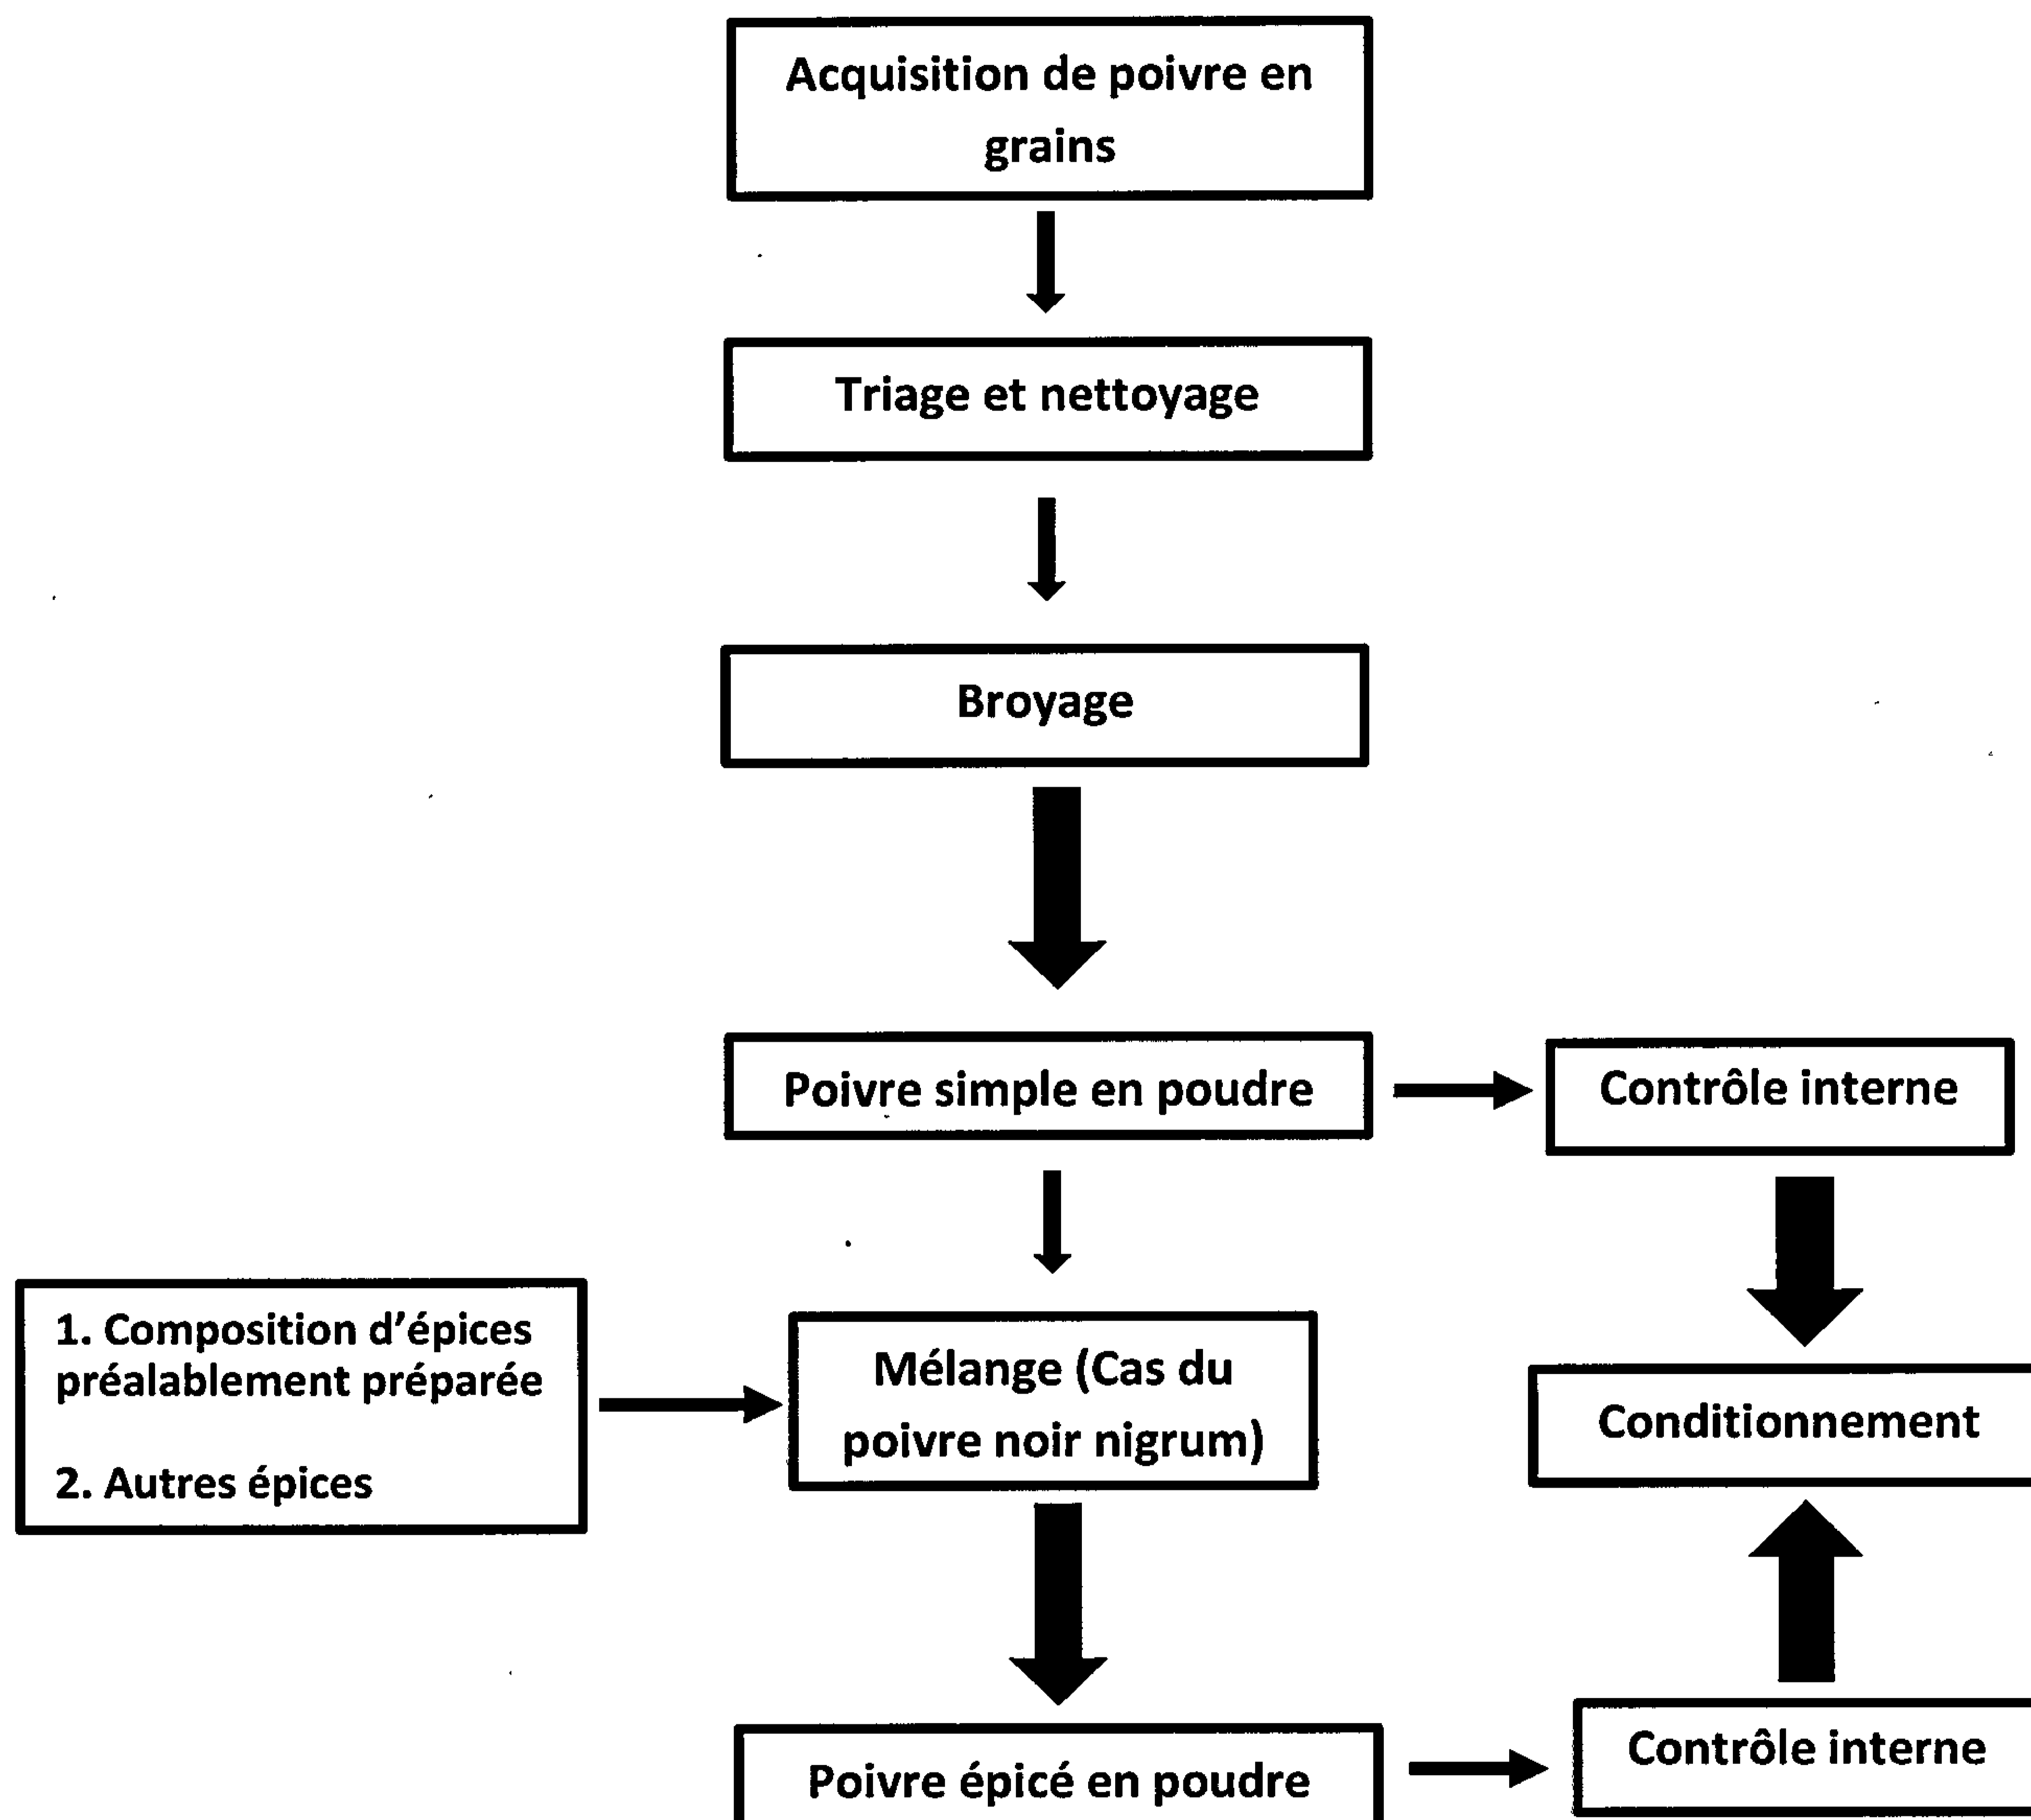 Acquisition de poivre en
grains
Triage et nettoyage
Broyage
Poivre simple en poudre
Contrôle interne
1. Composition d'épices
préalablement préparée
2. Autres épices
Mélange (Cas du
poivre noir nigrum)
Conditionnement
Poivre épicé en poudre
Contrôle interne